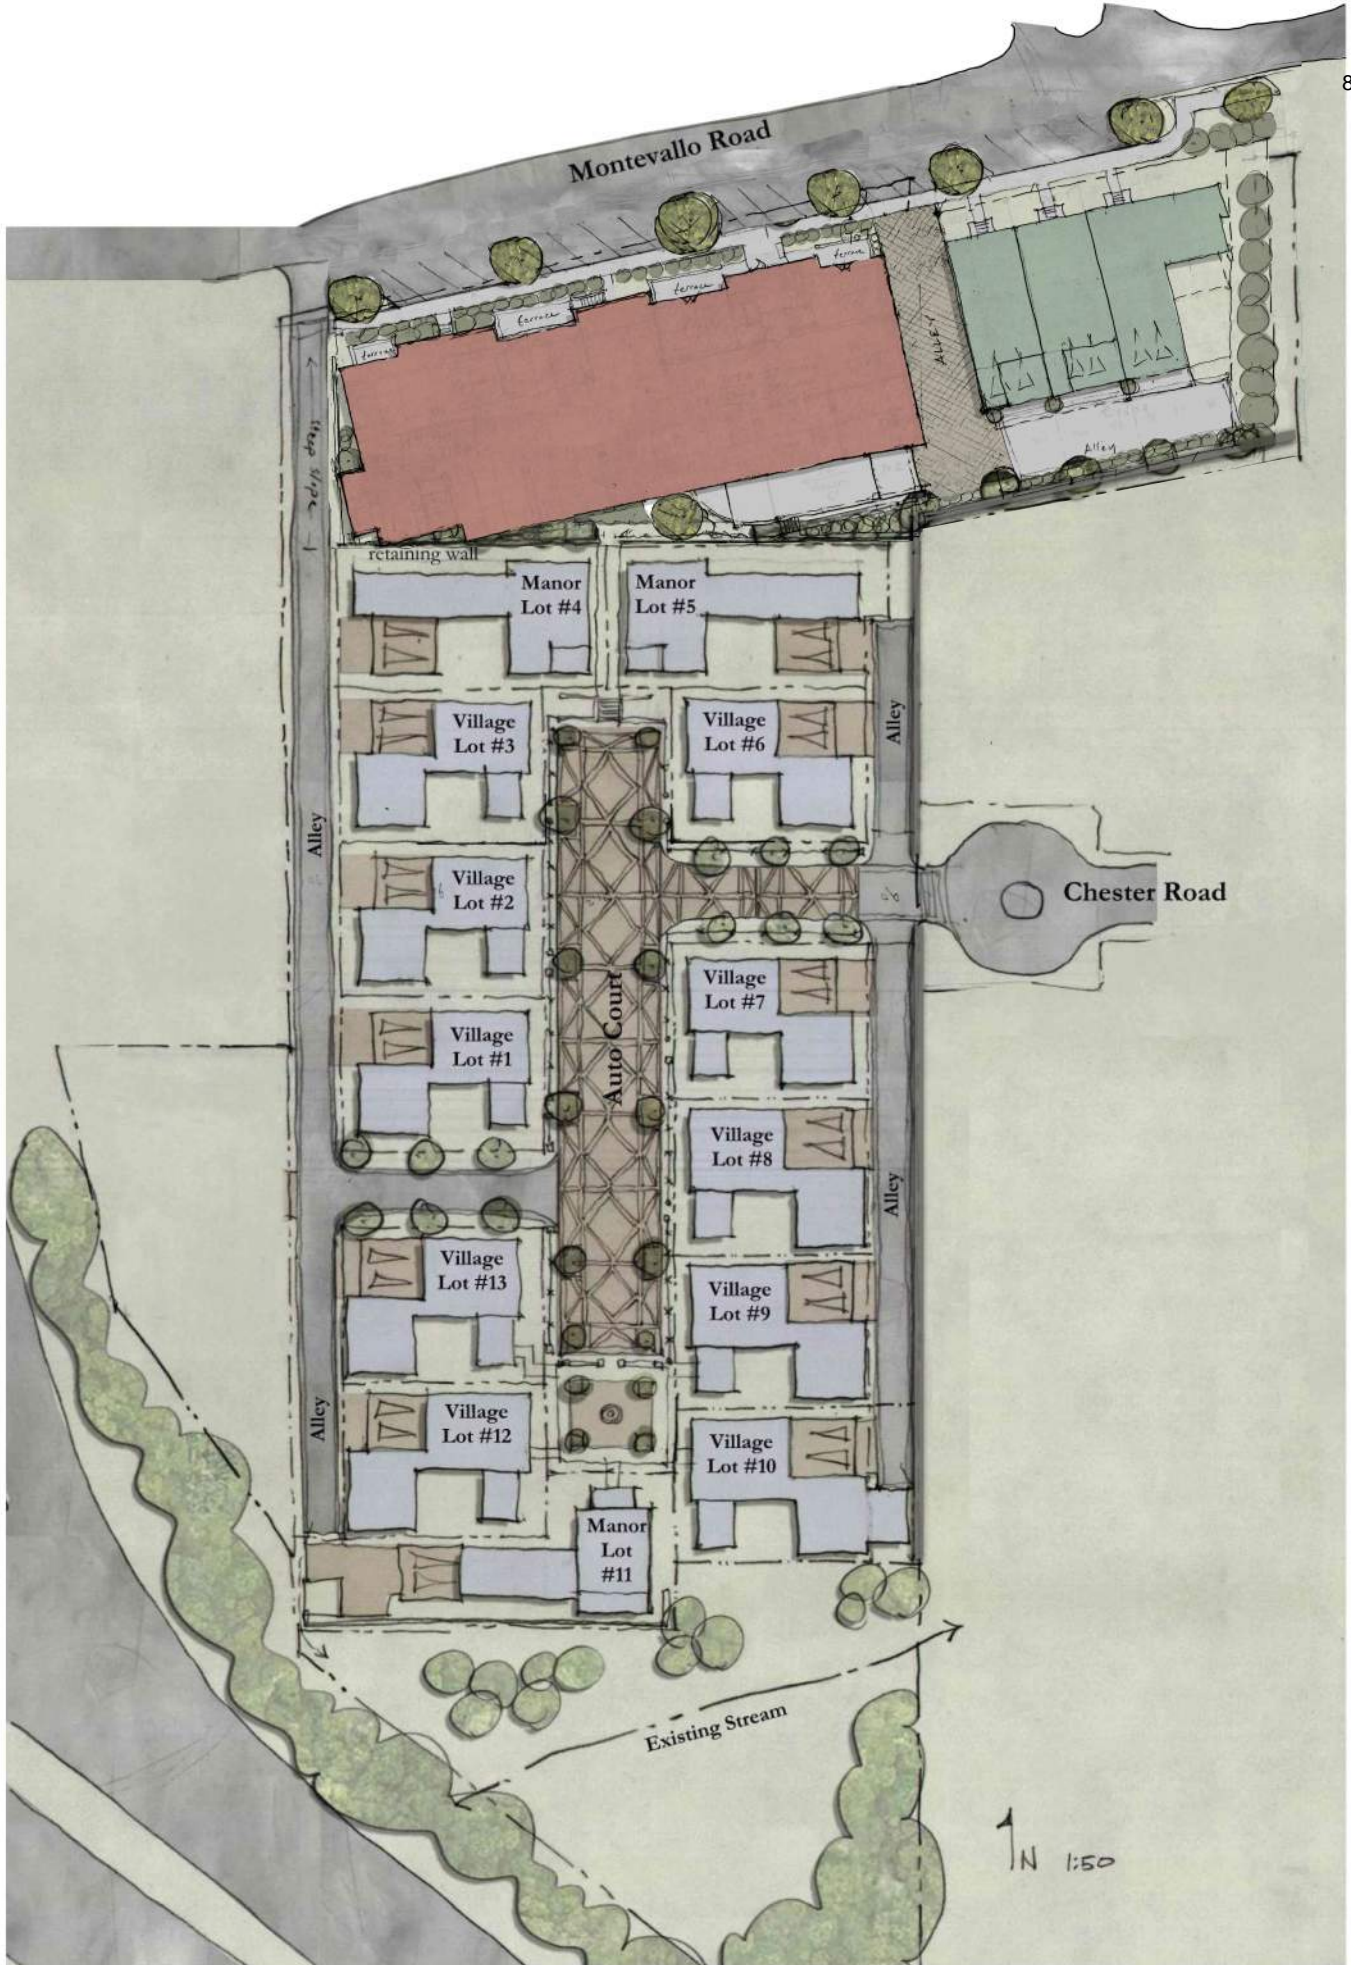 8
Montevallo Road
terrace
terrace
terrace
terrace
ALLEY
steep slope
Alley
retaining wall
Manor
Lot #4
Manor
Lot #5
Village
Lot #3
Village
Lot #6
Alley
Alley
Village
Lot #2
Chester Road
Village
Lot #7
Auto Court
Village
Lot #1
Village
Lot #8
Alley
Village
Lot #13
Village
Lot #9
Alley
Village
Lot #12
Village
Lot #10
Manor
Lot
#11
Existing Stream
N 1:50